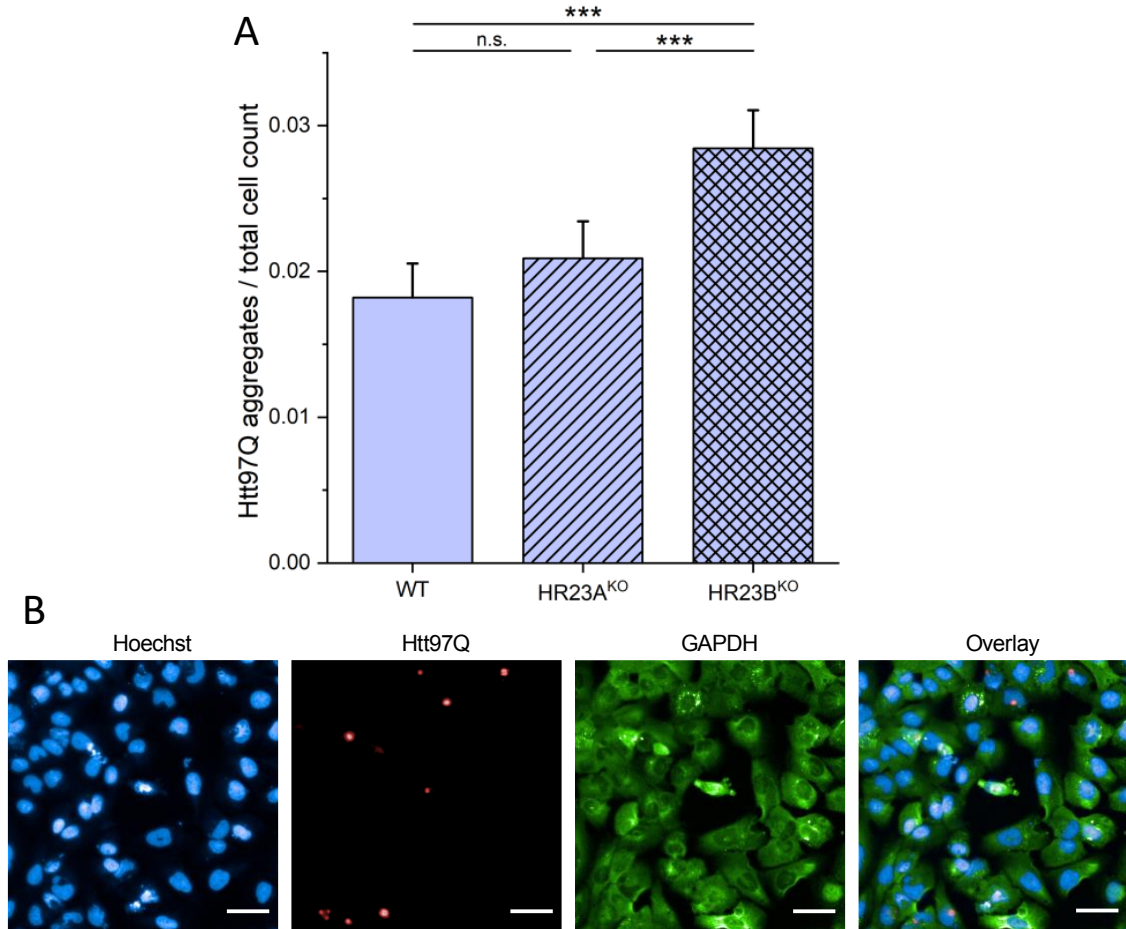 A
***
n.s.
***
Htt97Q aggregates / total cell count
0.03
0.02
0.01
0.00
WT
HR23A^KO
HR23B^KO
B
Hoechst
Htt97Q
GAPDH
Overlay